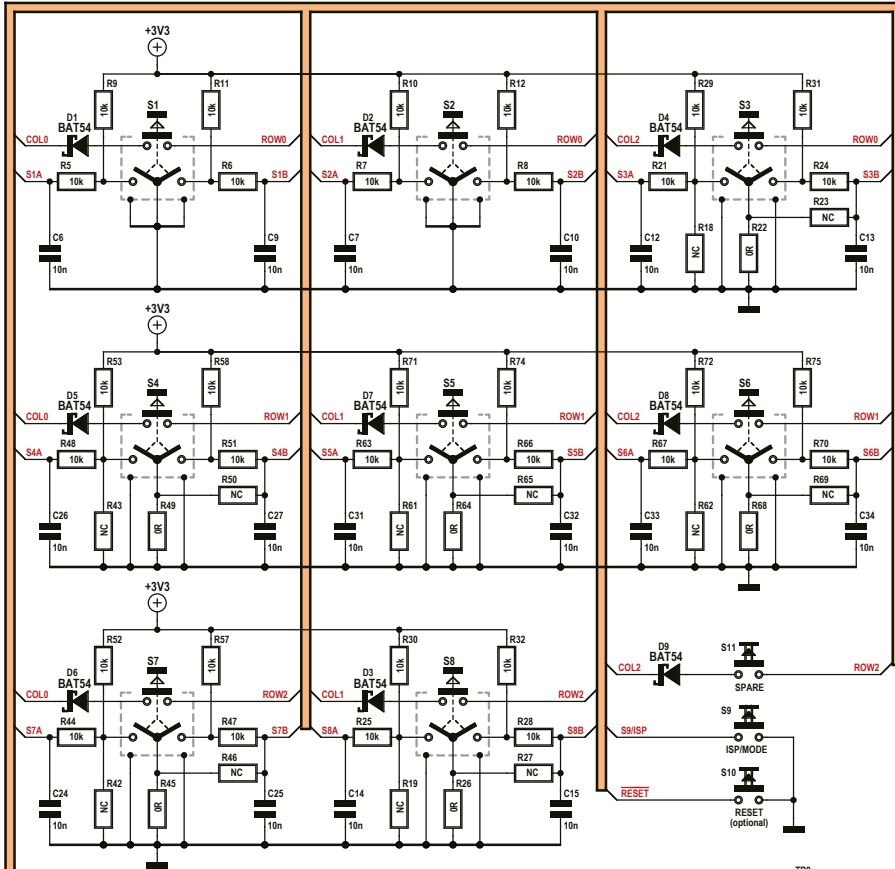 +3V3
R9 10k
R11 10k
R10 10k
R12 10k
R29 10k
R31 10k
D1 BAT54
S1
D2 BAT54
S2
D4 BAT54
S3
COL0
ROW0
COL1
ROW0
COL2
ROW0
S1A
R5 10k
R6 10k
S1B
S2A
R7 10k
R8 10k
S2B
S3A
R21 10k
R24 10k
S3B
R23 NC
C6 10n
C9 10n
C7 10n
C10 10n
C12 10n
R18 NC
R22 0R
C13 10n
+3V3
R53 10k
R58 10k
R71 10k
R74 10k
R72 10k
R75 10k
D5 BAT54
S4
D7 BAT54
S5
D8 BAT54
S6
COL0
ROW1
COL1
ROW1
COL2
ROW1
S4A
R48 10k
R51 10k
S4B
S5A
R63 10k
R66 10k
S5B
S6A
R67 10k
R70 10k
S6B
R50 NC
R65 NC
R69 NC
C26 10n
R43 NC
R49 0R
C27 10n
C31 10n
R61 NC
R64 0R
C32 10n
C33 10n
R62 NC
R68 0R
C34 10n
+3V3
R52 10k
R57 10k
R30 10k
R32 10k
D6 BAT54
S7
D3 BAT54
S8
D9 BAT54
S11
COL0
ROW2
COL1
ROW2
COL2
ROW2
SPARE
S7A
R44 10k
R47 10k
S7B
S8A
R25 10k
R28 10k
S8B
S9/ISP
S9
ISP/MODE
R46 NC
R27 NC
C24 10n
R42 NC
R45 0R
C25 10n
C14 10n
R19 NC
R26 0R
C15 10n
RESET
S10
RESET
(optional)